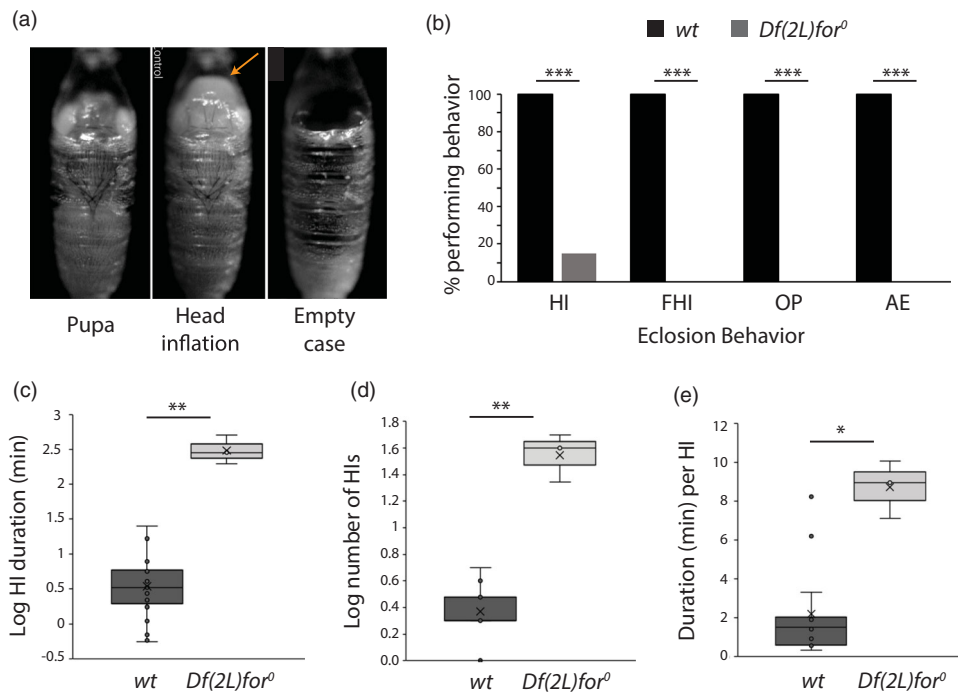 (a)
Control
Pupa
Head
inflation
Empty
case
(b)
wt Df(2L)for⁰
*** *** *** ***
% performing behavior
100
80
60
40
20
0
HI FHI OP AE
Eclosion Behavior
(c)
**
Log HI duration (min)
3
2.5
2
1.5
1
0.5
0
-0.5
wt Df(2L)for⁰
(d)
**
Log number of HIs
1.8
1.6
1.4
1.2
1.0
0.8
0.6
0.4
0.2
0.0
wt Df(2L)for⁰
(e)
*
Duration (min) per HI
12
10
8
6
4
2
0
wt Df(2L)for⁰